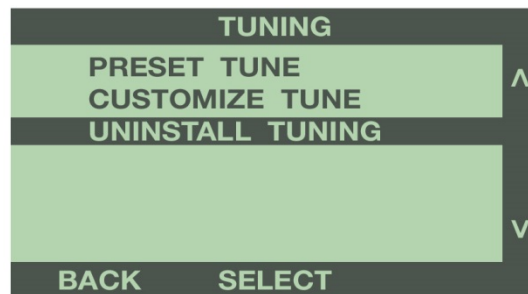 TUNING
PRESET TUNE
CUSTOMIZE TUNE
UNINSTALL TUNING
BACK SELECT